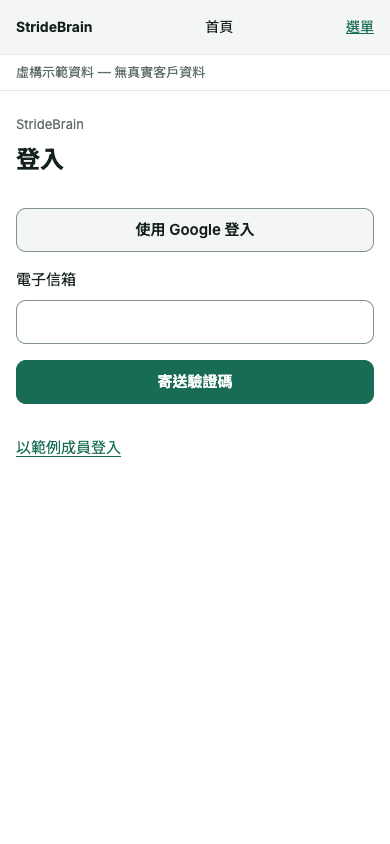 StrideBrain 首頁 選單
虛構示範資料 — 無真實客戶資料
StrideBrain
登入
使用 Google 登入
電子信箱
寄送驗證碼
以範例成員登入